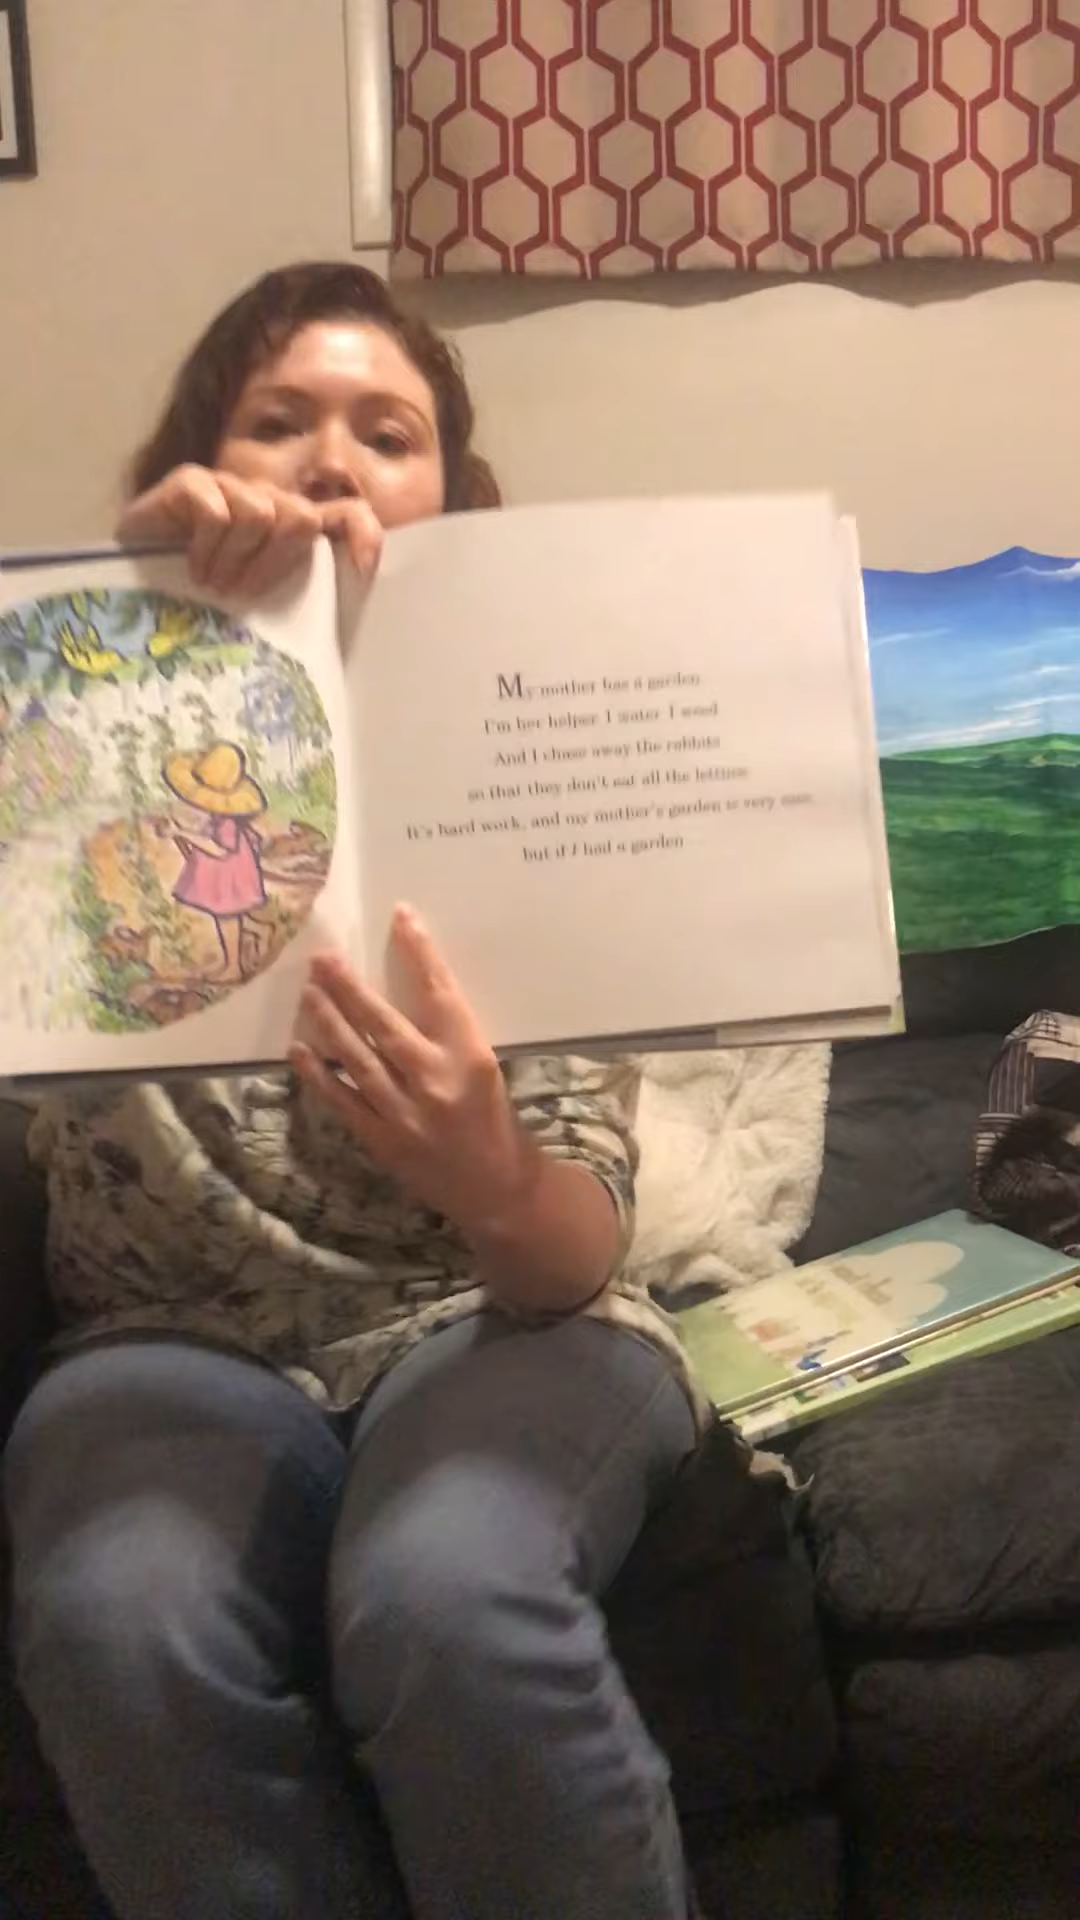 My mother has a garden.
I'm her helper. I water. I weed.
And I chase away the rabbits
so that they don't eat all the lettuce.
It's hard work, and my mother's garden is very nice,
but if I had a garden . . .